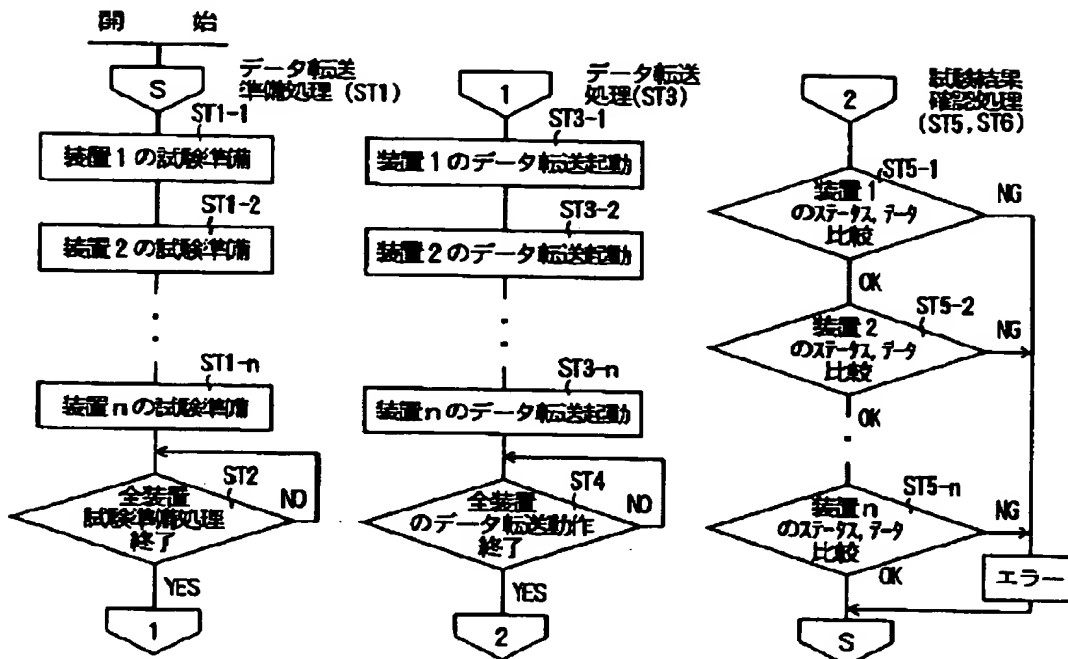 開 始
S
データ転送
準備処理 (ST1)
ST1-1
装置1の試験準備
ST1-2
装置2の試験準備
ST1-n
装置nの試験準備
ST2
全装置
試験準備処理
終了
NO
YES
1
1
データ転送
処理(ST3)
ST3-1
装置1のデータ転送起動
ST3-2
装置2のデータ転送起動
ST3-n
装置nのデータ転送起動
ST4
全装置
のデータ転送動作
終了
NO
YES
2
2
試験結果
確認処理
(ST5,ST6)
ST5-1
装置1
のステータス,データ
比較
NG
OK
ST5-2
装置2
のステータス,データ
比較
NG
OK
ST5-n
装置n
のステータス,データ
比較
NG
OK
エラー
S